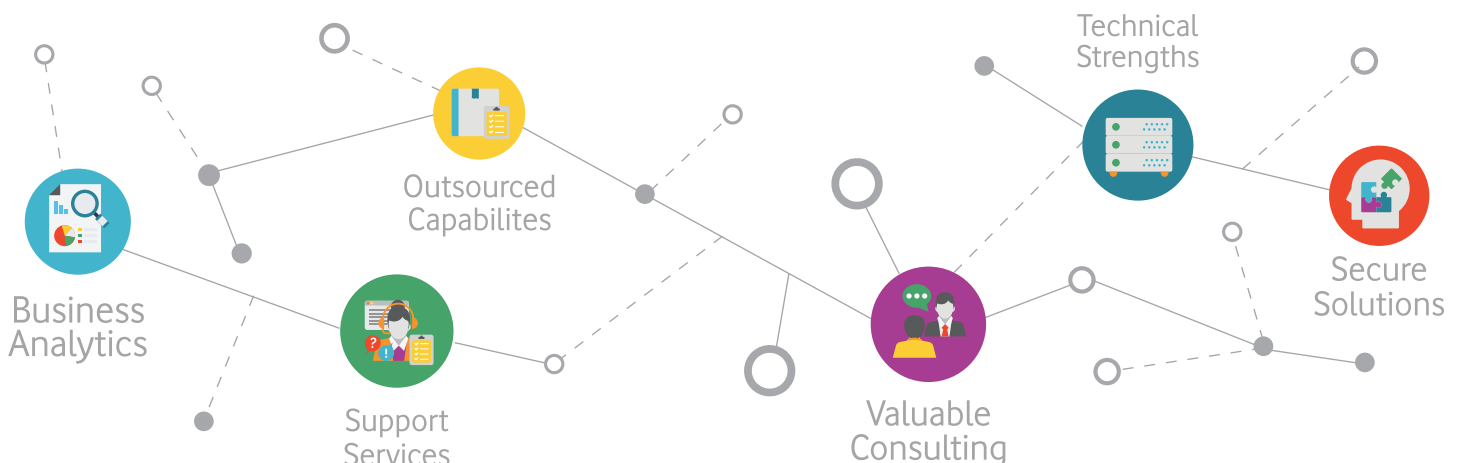 Technical
Strengths
Outsourced
Capabilites
Secure
Solutions
Business
Analytics
Support
Services
Valuable
Consulting